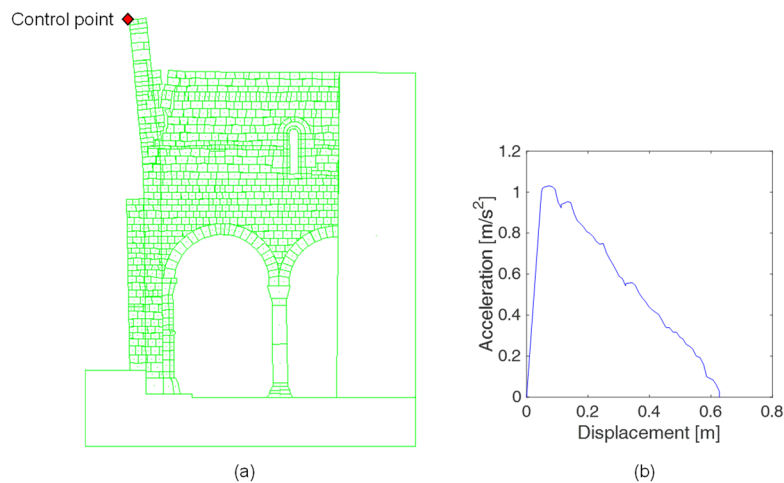 Control point
(a)
Acceleration [m/s²]
1.2
1
0.8
0.6
0.4
0.2
0
0 0.2 0.4 0.6 0.8
Displacement [m]
(b)